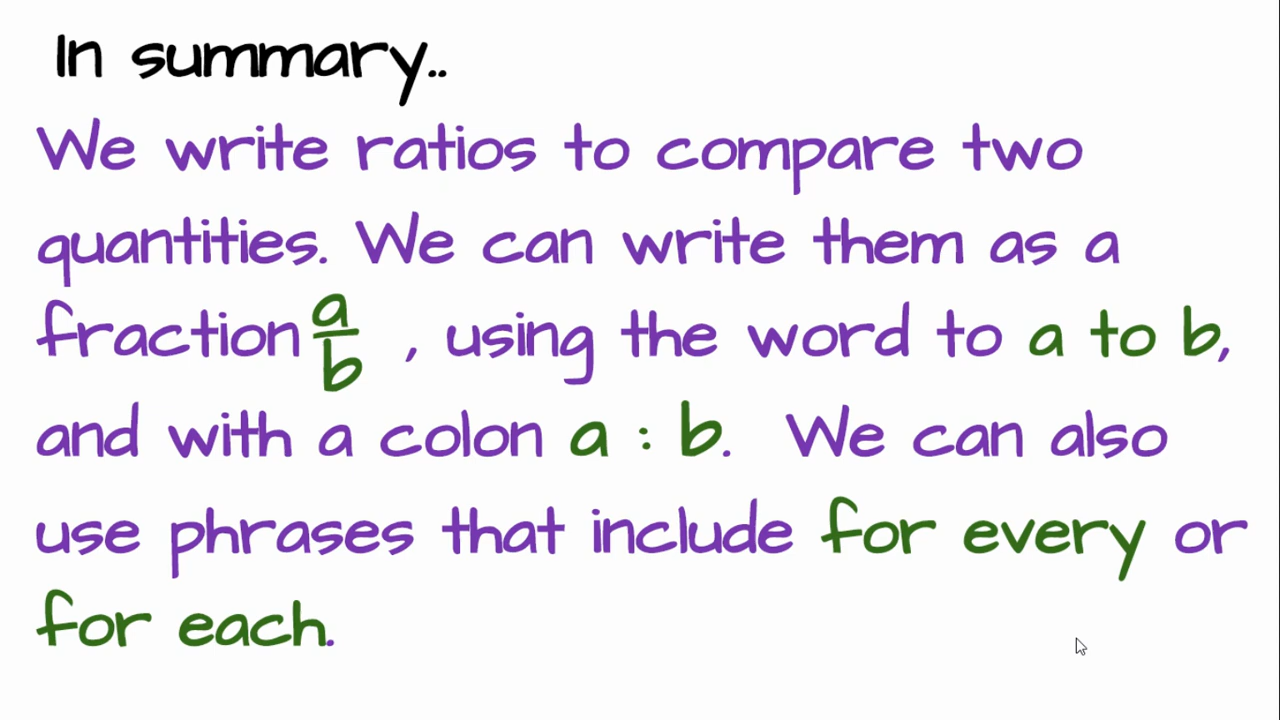 In summary..
We write ratios to compare two
quantities. We can write them as a
fraction a/b , using the word to a to b,
and with a colon a : b. We can also
use phrases that include for every or
for each.